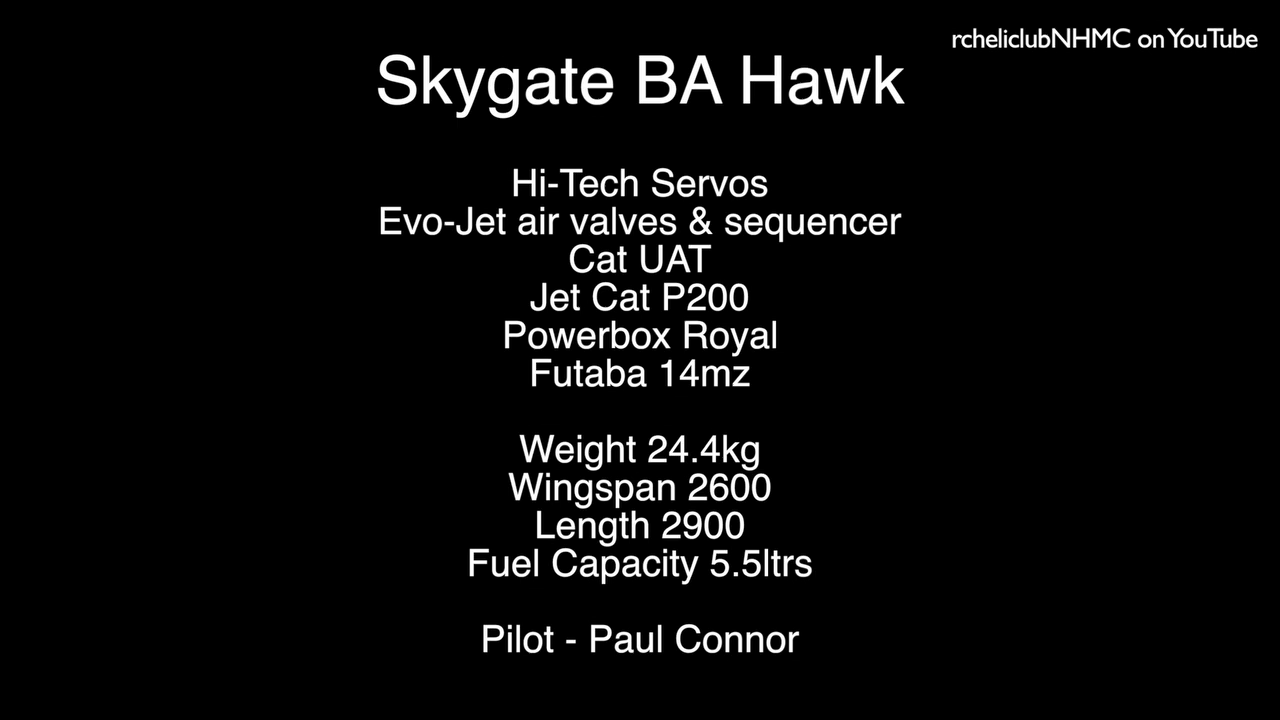 rcheliclubNHMC on YouTube
Skygate BA Hawk
Hi-Tech Servos
Evo-Jet air valves & sequencer
Cat UAT
Jet Cat P200
Powerbox Royal
Futaba 14mz
Weight 24.4kg
Wingspan 2600
Length 2900
Fuel Capacity 5.5ltrs
Pilot - Paul Connor